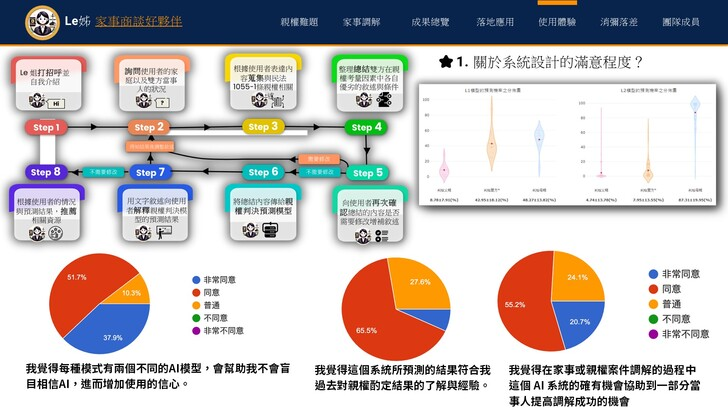 Le姊 家事商談好夥伴
親權難題 家事調解 成果總覽 落地應用 使用體驗 消彌落差 團隊成員
Le 姐打招呼並
自我介紹
HI
詢問使用者的家
庭以及雙方當事
人的狀況
?
根據使用者表達內
容蒐集與民法
1055-1條親權相關
整理總結雙方在親
權考量因素中各自
優劣的敘述與條件
Step 1
Step 2
Step 3
Step 4
需要修改
Step 8
不需要修改
Step 7
Step 6
不需要修改
Step 5
根據使用者的情況
與預測結果，推薦
相關資源
用文字敘述向使用
者解釋親權判決模
型的預測結果
將總結內容傳給親
權判決預測模型
向使用者再次確
認總結的內容是否
需要修改增補敘述
1. 關於系統設計的滿意程度？
100
80
60
40
20
0
100
80
60
40
20
0
51.7%
10.3%
37.9%
非常同意
同意
普通
不同意
非常不同意
我覺得每種模式有兩個不同的AI模型，會幫助我不會盲
目相信AI，進而增加使用的信心。
27.6%
65.5%
我覺得這個系統所預測的結果符合我
過去對親權酌定結果的了解與經驗。
24.1%
55.2%
20.7%
非常同意
同意
普通
不同意
非常不同意
我覺得在家事或親權案件調解的過程中
這個 AI 系統的確有機會協助到一部分當
事人提高調解成功的機會